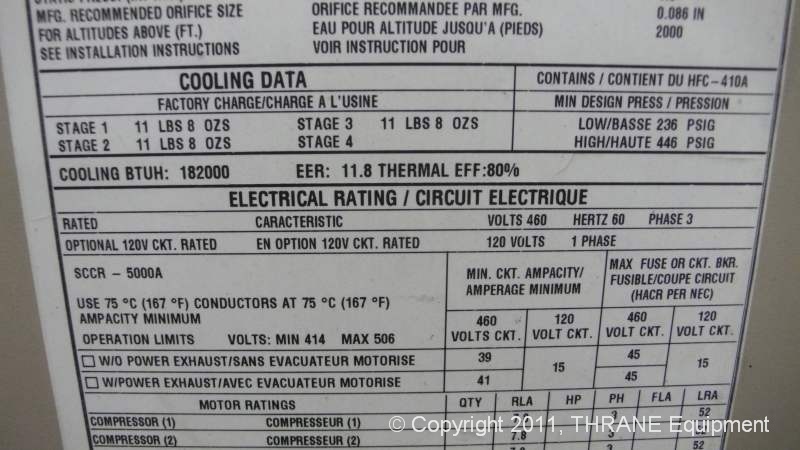 MFG. RECOMMENDED ORIFICE SIZE ORIFICE RECOMMANDEE PAR MFG. 0.086 IN
FOR ALTITUDES ABOVE (FT.) EAU POUR ALTITUDE JUSQU'A (PIEDS) 2000
SEE INSTALLATION INSTRUCTIONS VOIR INSTRUCTION POUR
COOLING DATA CONTAINS / CONTIENT DU HFC-410A
FACTORY CHARGE/CHARGE A L'USINE MIN DESIGN PRESS / PRESSION
STAGE 1 11 LBS 8 OZS STAGE 3 11 LBS 8 OZS LOW/BASSE 236 PSIG
STAGE 2 11 LBS 8 OZS STAGE 4 HIGH/HAUTE 446 PSIG
COOLING BTUH: 182000 EER: 11.8 THERMAL EFF:80%
ELECTRICAL RATING / CIRCUIT ELECTRIQUE
RATED CARACTERISTIC VOLTS 460 HERTZ 60 PHASE 3
OPTIONAL 120V CKT. RATED EN OPTION 120V CKT. RATED 120 VOLTS 1 PHASE
SCCR - 5000A
MIN. CKT. AMPACITY/ AMPERAGE MINIMUM
MAX FUSE OR CKT. BKR. FUSIBLE/COUPE CIRCUIT (HACR PER NEC)
USE 75 °C (167 °F) CONDUCTORS AT 75 °C (167 °F)
AMPACITY MINIMUM 460 120 460 120
OPERATION LIMITS VOLTS: MIN 414 MAX 506 VOLTS CKT. VOLT CKT. VOLT CKT. VOLT CKT.
W/O POWER EXHAUST/SANS EVACUATEUR MOTORISE 39 15 45 15
W/POWER EXHAUST/AVEC EVACUATEUR MOTORISE 41 45
MOTOR RATINGS QTY RLA HP PH FLA LRA
COMPRESSOR (1) COMPRESSEUR (1) 3 52
COMPRESSOR (2) COMPRESSEUR (2) 7.8 3 52
© Copyright 2011, THRANE Equipment